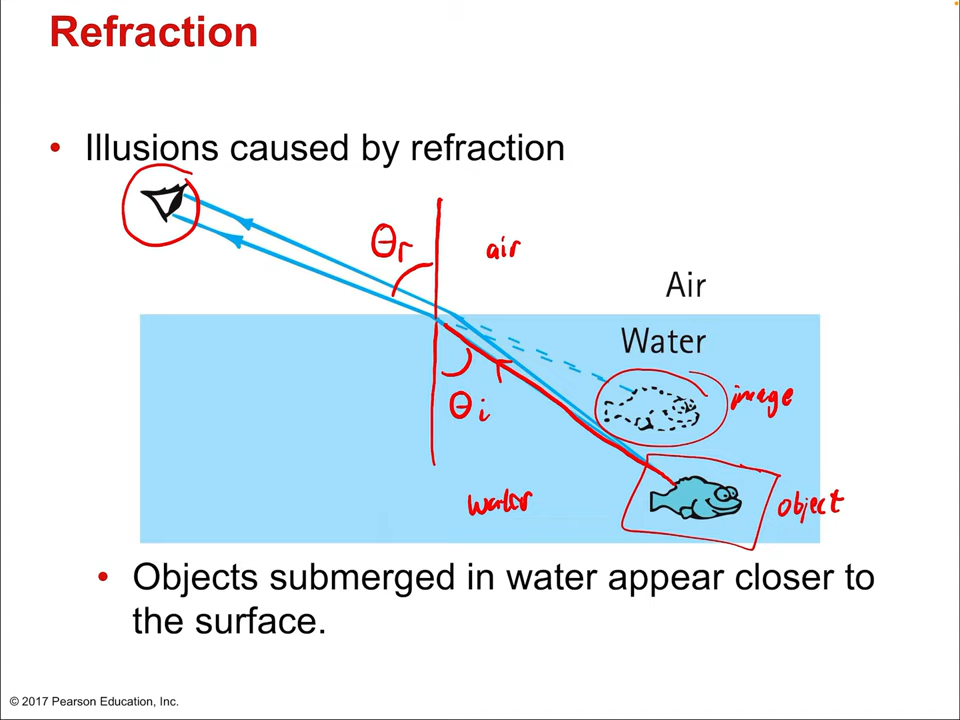 Refraction
• Illusions caused by refraction
θr
air
Air
Water
θi
image
water
object
• Objects submerged in water appear closer to
the surface.
© 2017 Pearson Education, Inc.